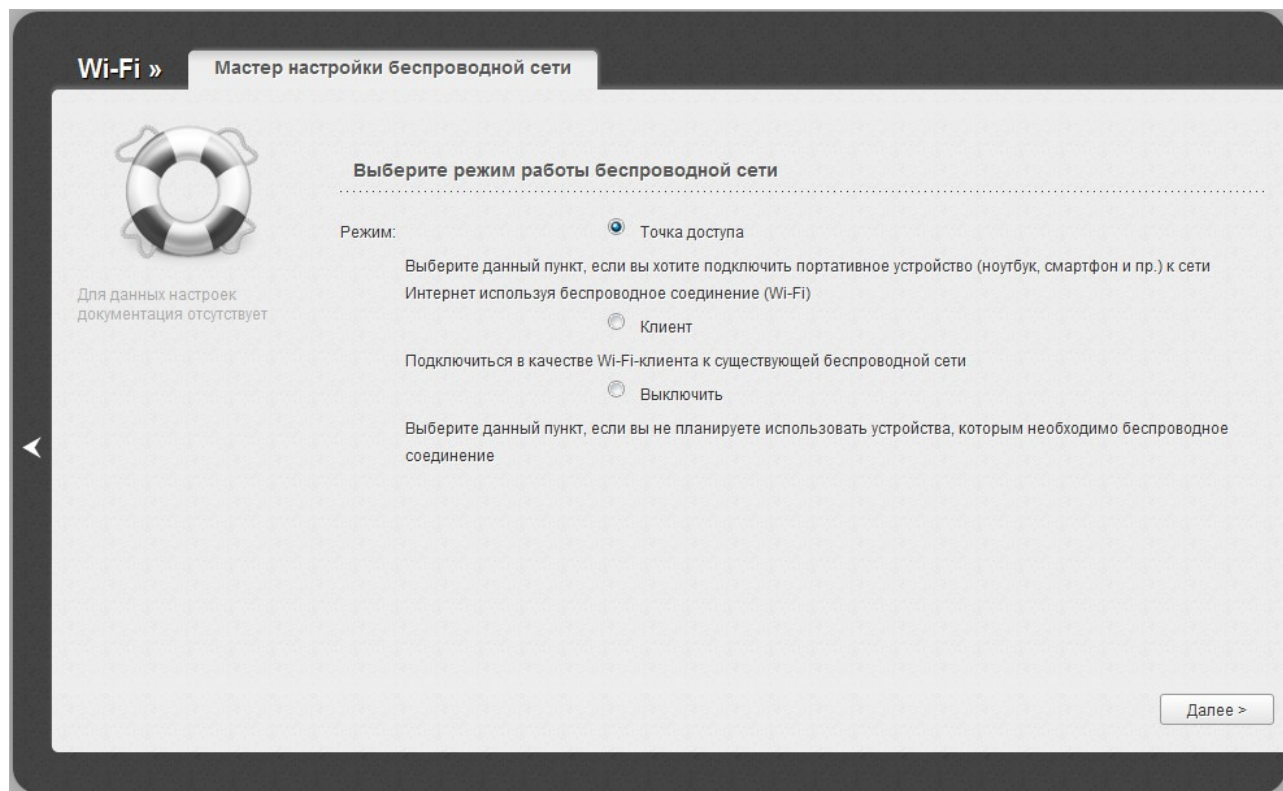 Wi-Fi »
Мастер настройки беспроводной сети
Для данных настроек
документация отсутствует
Выберите режим работы беспроводной сети
Режим:
Точка доступа
Выберите данный пункт, если вы хотите подключить портативное устройство (ноутбук, смартфон и пр.) к сети
Интернет используя беспроводное соединение (Wi-Fi)
Клиент
Подключиться в качестве Wi-Fi-клиента к существующей беспроводной сети
Выключить
Выберите данный пункт, если вы не планируете использовать устройства, которым необходимо беспроводное
соединение
Далее >